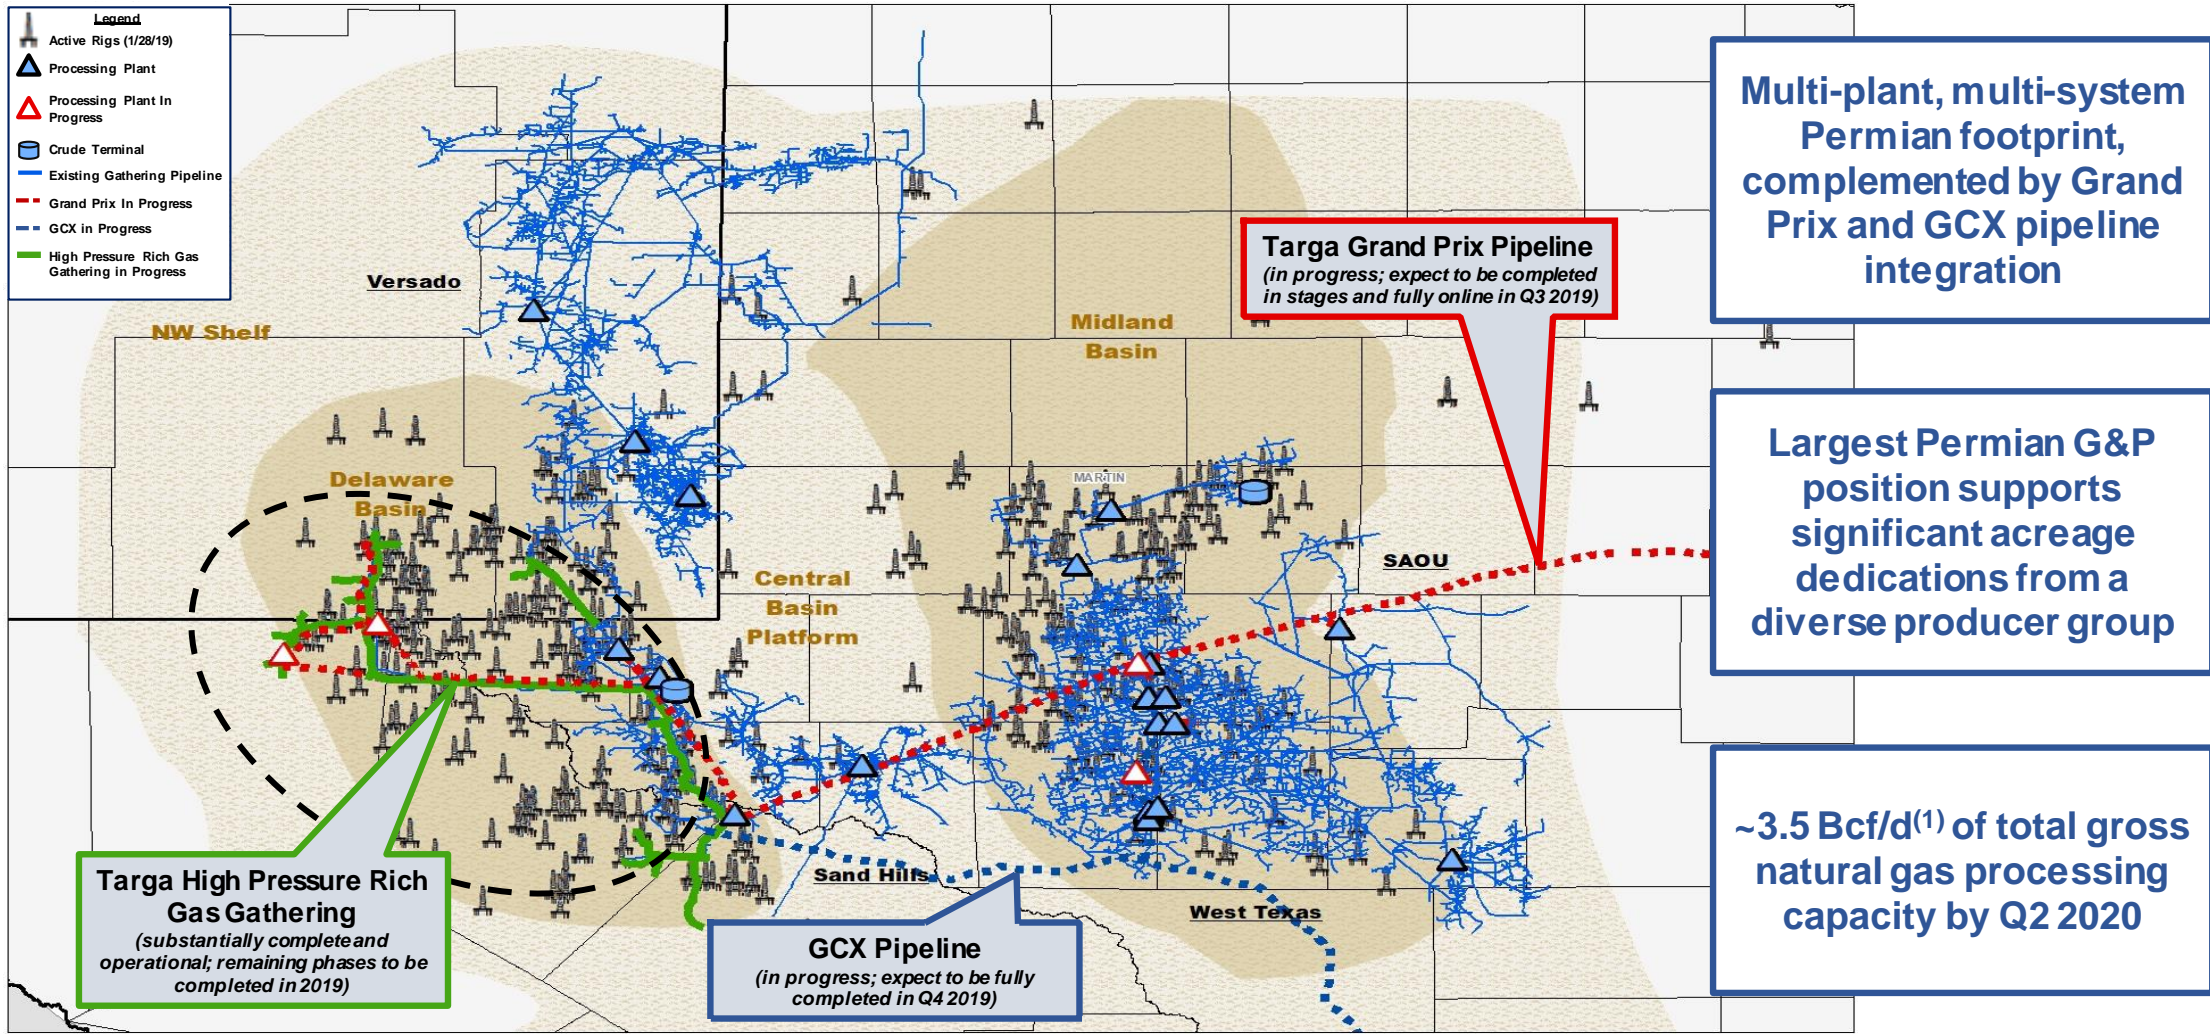 Legend
Active Rigs (1/28/19)
Processing Plant
Processing Plant In
Progress
Crude Terminal
Existing Gathering Pipeline
Grand Prix In Progress
GCX in Progress
High Pressure Rich Gas
Gathering in Progress
Versado
NW Shelf
Delaware
Basin
Midland
Basin
MARTIN
Central
Basin
Platform
SAOU
Sand Hills
West Texas
Targa Grand Prix Pipeline
(in progress; expect to be completed
in stages and fully online in Q3 2019)
Targa High Pressure Rich
Gas Gathering
(substantially complete and
operational; remaining phases to be
completed in 2019)
GCX Pipeline
(in progress; expect to be fully
completed in Q4 2019)
Multi-plant, multi-system
Permian footprint,
complemented by Grand
Prix and GCX pipeline
integration
Largest Permian G&P
position supports
significant acreage
dedications from a
diverse producer group
~3.5 Bcf/d(1) of total gross
natural gas processing
capacity by Q2 2020